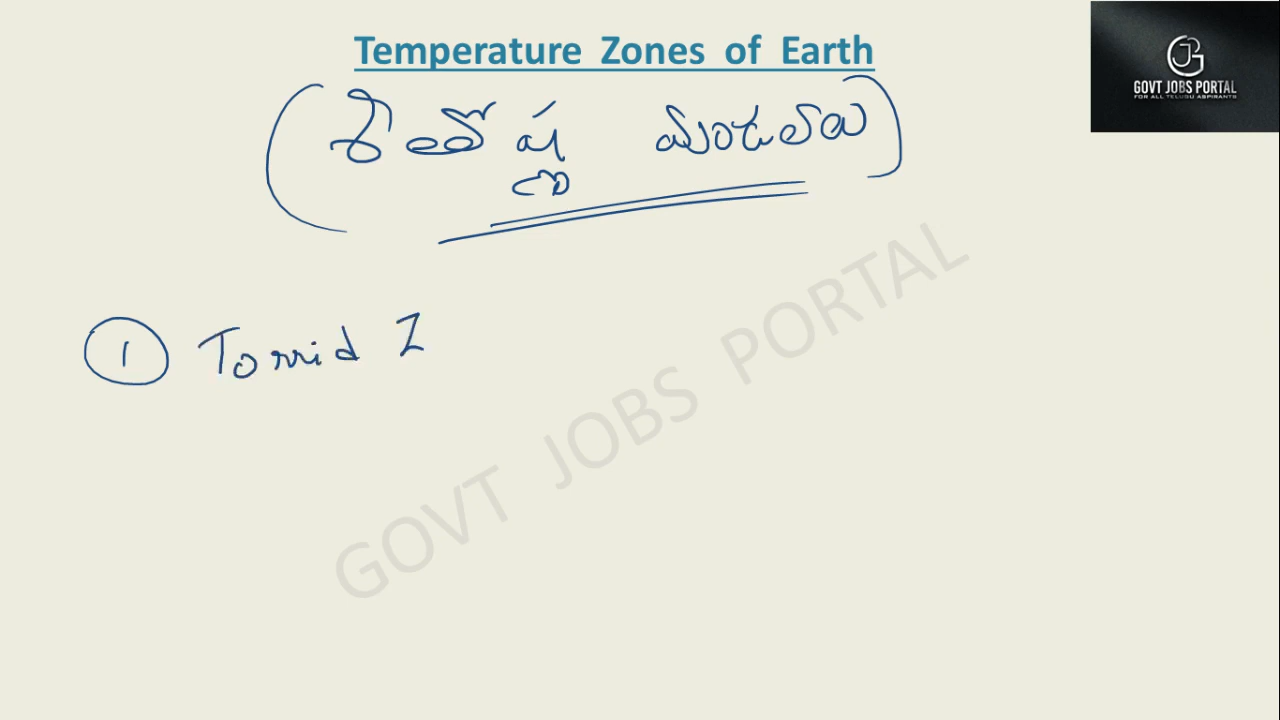 Temperature Zones of Earth
GOVT JOBS PORTAL
FOR ALL TELUGU ASPIRANTS
(శీతోష్ణ మండలాలు)
① Torrid Z
GOVT JOBS PORTAL